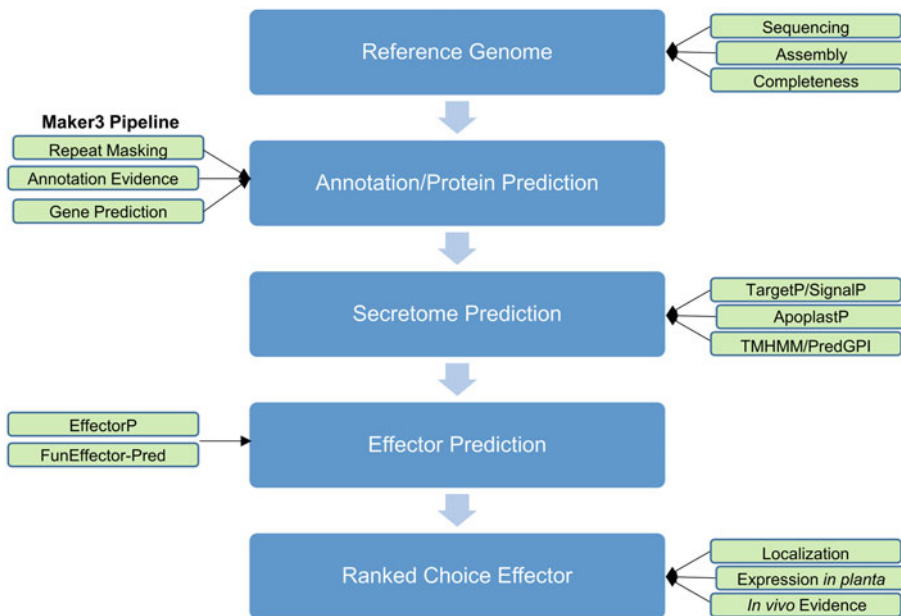 Reference Genome
Sequencing
Assembly
Completeness
Maker3 Pipeline
Repeat Masking
Annotation Evidence
Gene Prediction
Annotation/Protein Prediction
Secretome Prediction
TargetP/SignalP
ApoplastP
TMHMM/PredGPI
EffectorP
FunEffector-Pred
Effector Prediction
Ranked Choice Effector
Localization
Expression in planta
In vivo Evidence